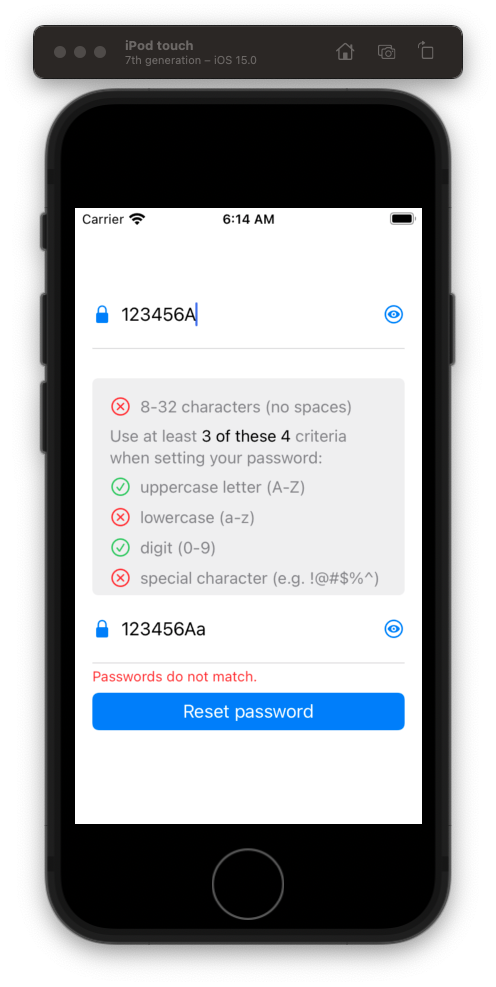 iPod touch
7th generation – iOS 15.0
Carrier 6:14 AM
123456A
8-32 characters (no spaces)
Use at least 3 of these 4 criteria
when setting your password:
uppercase letter (A-Z)
lowercase (a-z)
digit (0-9)
special character (e.g. !@#$%^)
123456Aa
Passwords do not match.
Reset password